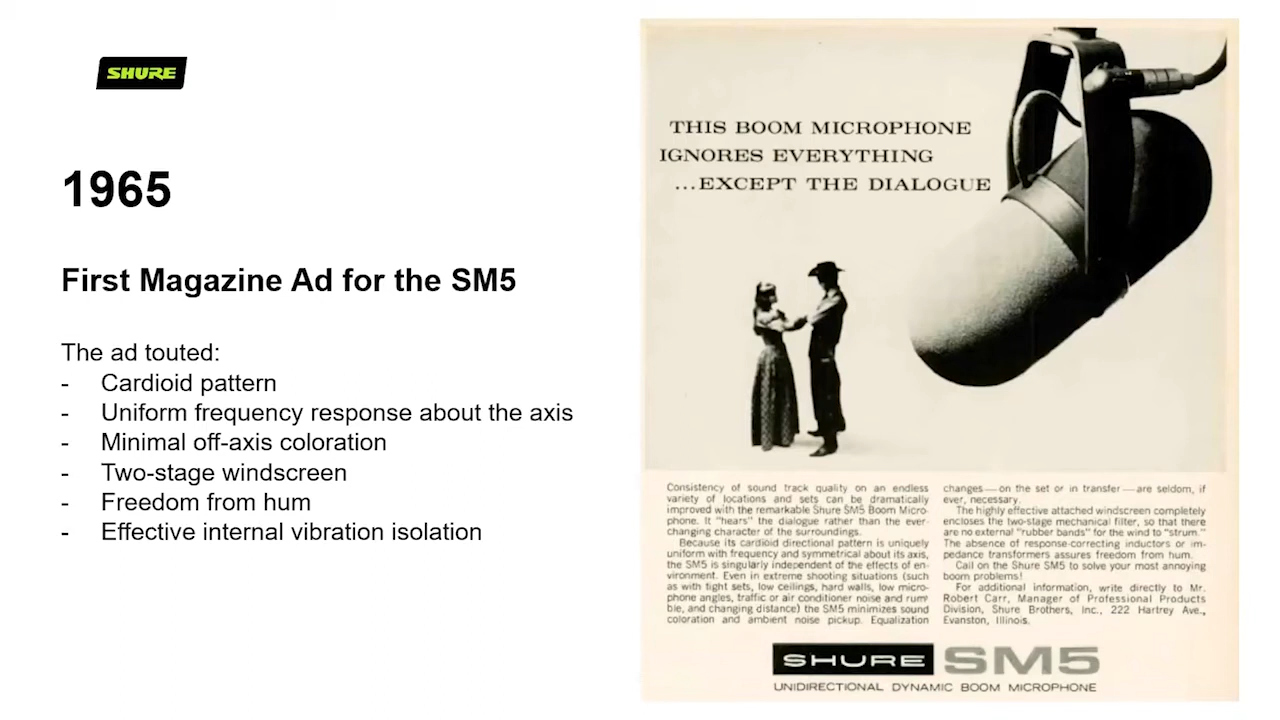 SHURE
1965
First Magazine Ad for the SM5
The ad touted:
- Cardioid pattern
- Uniform frequency response about the axis
- Minimal off-axis coloration
- Two-stage windscreen
- Freedom from hum
- Effective internal vibration isolation
THIS BOOM MICROPHONE
IGNORES EVERYTHING
...EXCEPT THE DIALOGUE
Consistency of sound track quality on an endless
variety of locations and sets can be dramatically
improved with the remarkable Shure SM5 Boom Micro-
phone. It "hears" the dialogue rather than the ever-
changing character of the surroundings.
Because its cardioid directional pattern is uniquely
uniform with frequency and symmetrical about its axis,
the SM5 is singularly independent of the effects of en-
vironment. Even in extreme shooting situations (such
as with tight sets, low ceilings, hard walls, low micro-
phone angles, traffic or air conditioner noise and rum-
ble, and changing distance) the SM5 minimizes sound
coloration and ambient noise pickup. Equalization
changes—on the set or in transfer—are seldom, if
ever, necessary.
The highly effective attached windscreen completely
encloses the two-stage mechanical filter, so that there
are no external "rubber bands" for the wind to "strum."
The absence of response-correcting inductors or im-
pedance transformers assures freedom from hum.
Call on the Shure SM5 to solve your most annoying
boom problems!
For additional information, write directly to Mr.
Robert Carr, Manager of Professional Products
Division, Shure Brothers, Inc., 222 Hartrey Ave.,
Evanston, Illinois.
SHURE SM5
UNIDIRECTIONAL DYNAMIC BOOM MICROPHONE